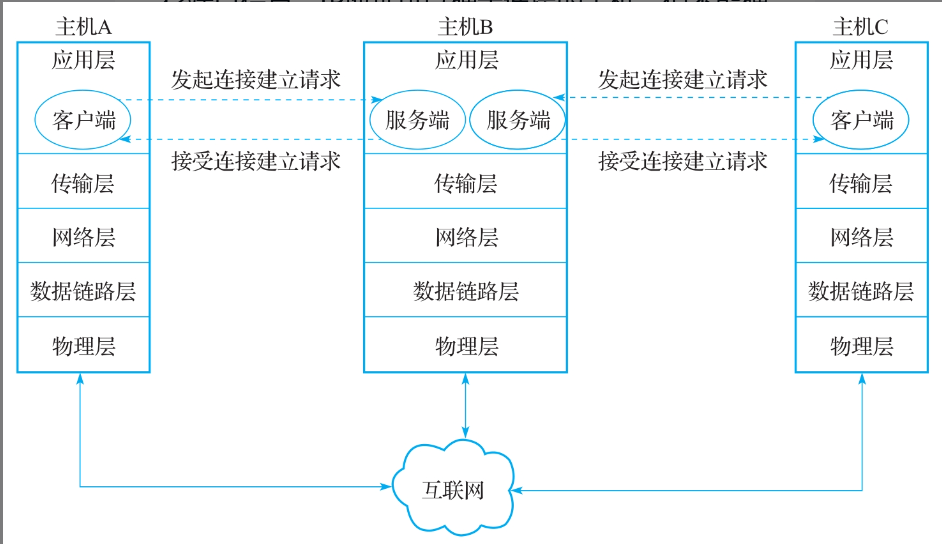 主机A
主机B
主机C
应用层
应用层
应用层
发起连接建立请求
发起连接建立请求
客户端
服务端
服务端
客户端
接受连接建立请求
接受连接建立请求
传输层
传输层
传输层
网络层
网络层
网络层
数据链路层
数据链路层
数据链路层
物理层
物理层
物理层
互联网